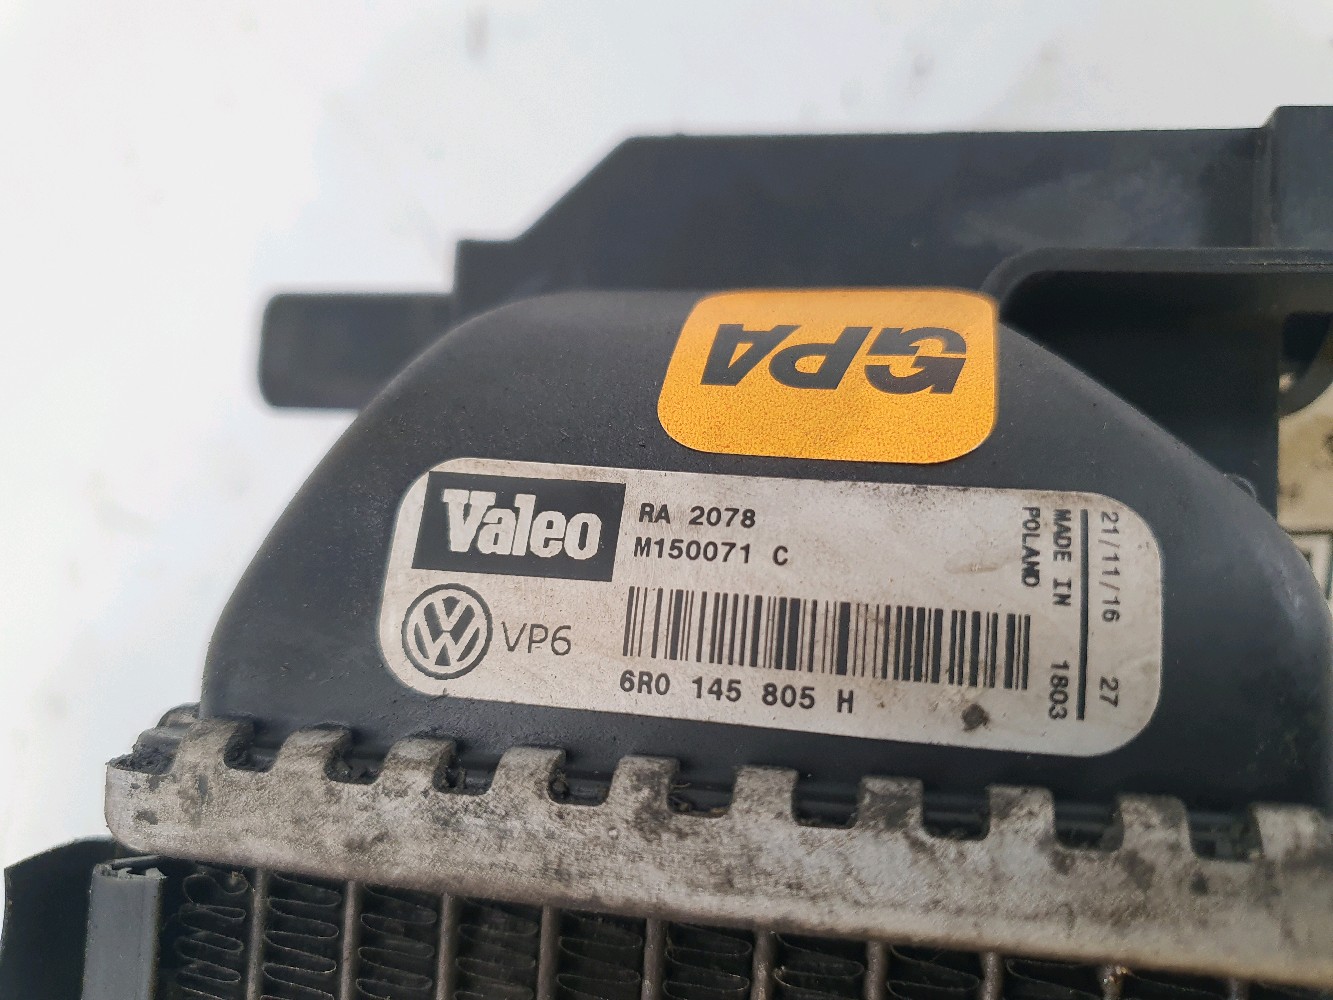 GPA
Valeo
RA 2078
M150071 C
VP6
6R0 145 805 H
21/11/16 27
MADE IN 1803
POLAND